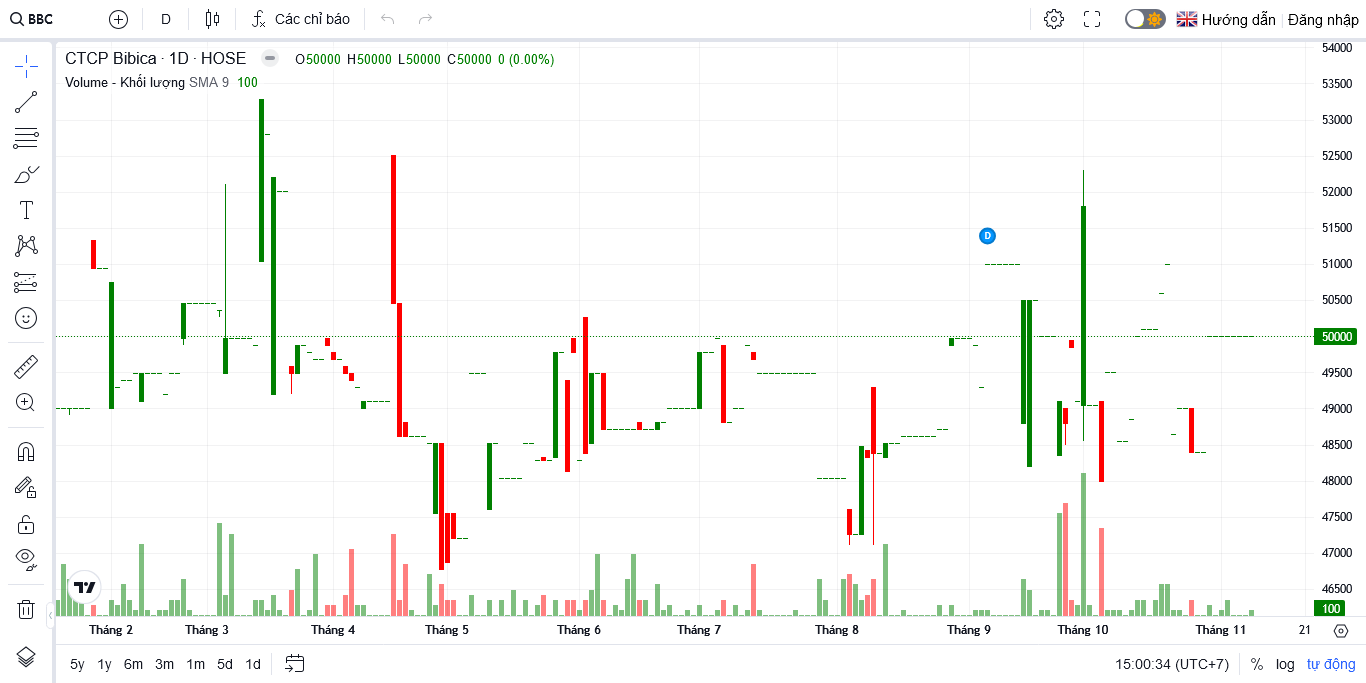 BBC D Các chỉ báo Hướng dẫn Đăng nhập
CTCP Bibica · 1D · HOSE O50000 H50000 L50000 C50000 0 (0.00%)
Volume - Khối lượng SMA 9 100
54000
53500
53000
52500
52000
51500
51000
50500
50000
49500
49000
48500
48000
47500
47000
46500
100
D
Tháng 2 Tháng 3 Tháng 4 Tháng 5 Tháng 6 Tháng 7 Tháng 8 Tháng 9 Tháng 10 Tháng 11 21
5y 1y 6m 3m 1m 5d 1d 15:00:34 (UTC+7) % log tự động